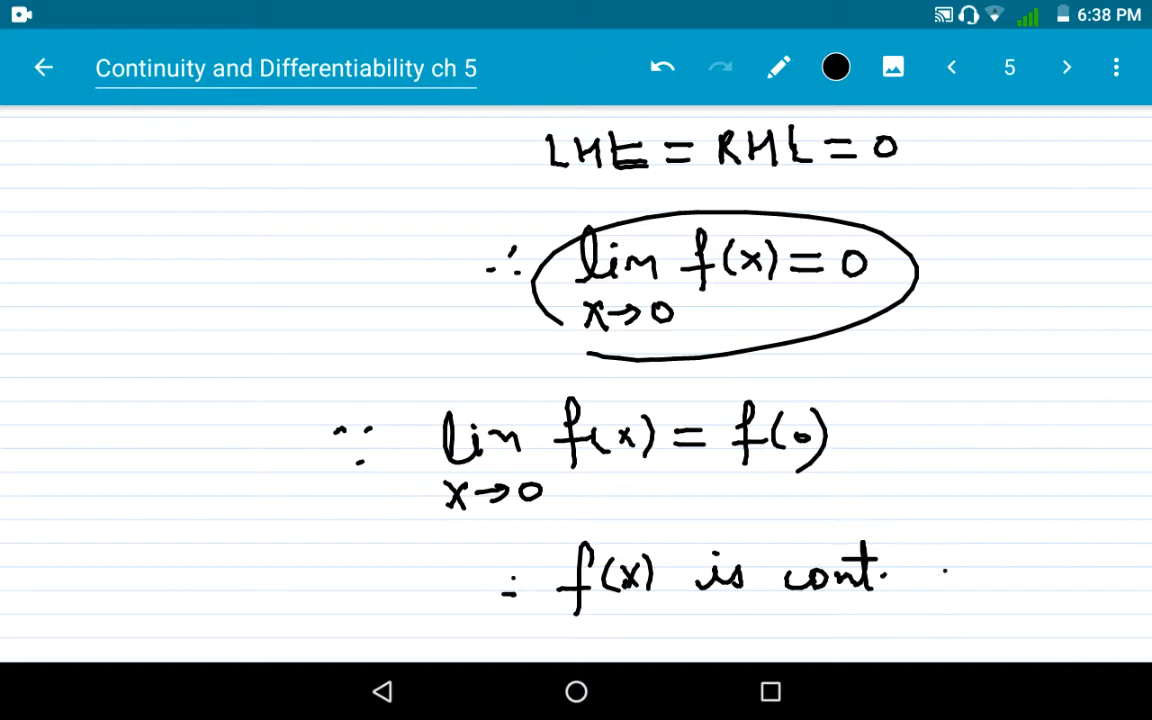 6:38 PM
Continuity and Differentiability ch 5
5
LHL = RHL = 0
∴ lim f(x) = 0
x→0
∵ lim f(x) = f(0)
x→0
∴ f(x) is cont.